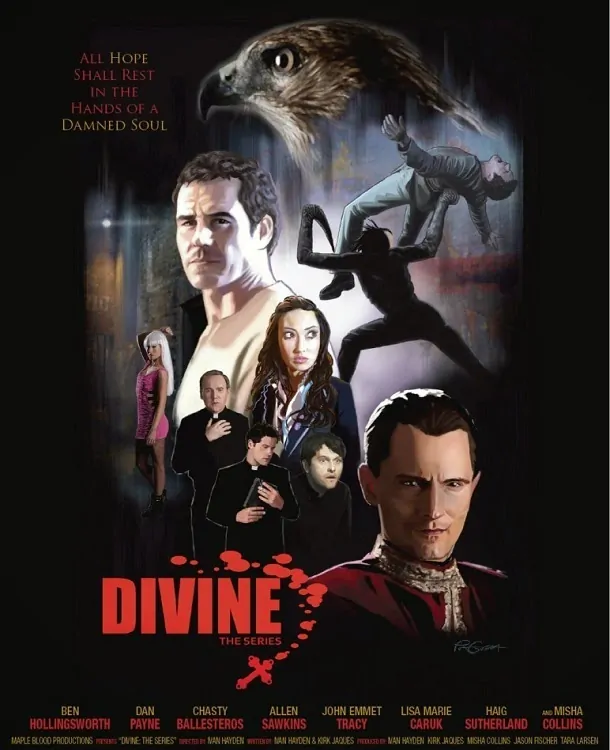 ALL HOPE
SHALL REST
IN THE
HANDS OF A
DAMNED SOUL
DIVINE
THE SERIES
BEN HOLLINGSWORTH DAN PAYNE CHASTY BALLESTEROS ALLEN SAWKINS JOHN EMMET TRACY LISA MARIE CARUK HAIG SUTHERLAND AND MISHA COLLINS
MAPLE BLOOD PRODUCTIONS PRESENTS "DIVINE: THE SERIES" DIRECTED BY IVAN HAYDEN WRITTEN BY IVAN HAYDEN & KIRK JAQUES PRODUCED BY IVAN HAYDEN KIRK JAQUES MISHA COLLINS JASON FISCHER TARA LARSEN